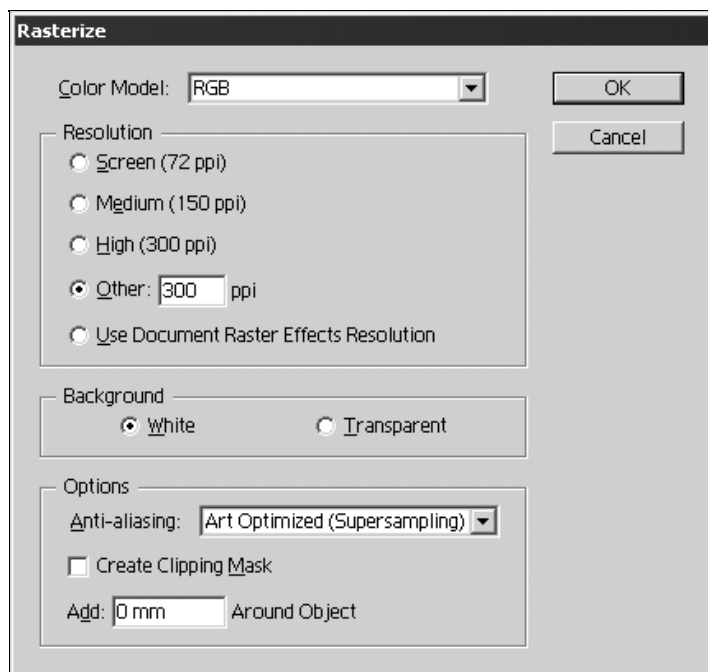 Rasterize
Color Model: RGB
OK
Cancel
Resolution
Screen (72 ppi)
Medium (150 ppi)
High (300 ppi)
Other: 300 ppi
Use Document Raster Effects Resolution
Background
White Transparent
Options
Anti-aliasing: Art Optimized (Supersampling)
Create Clipping Mask
Add: 0 mm Around Object